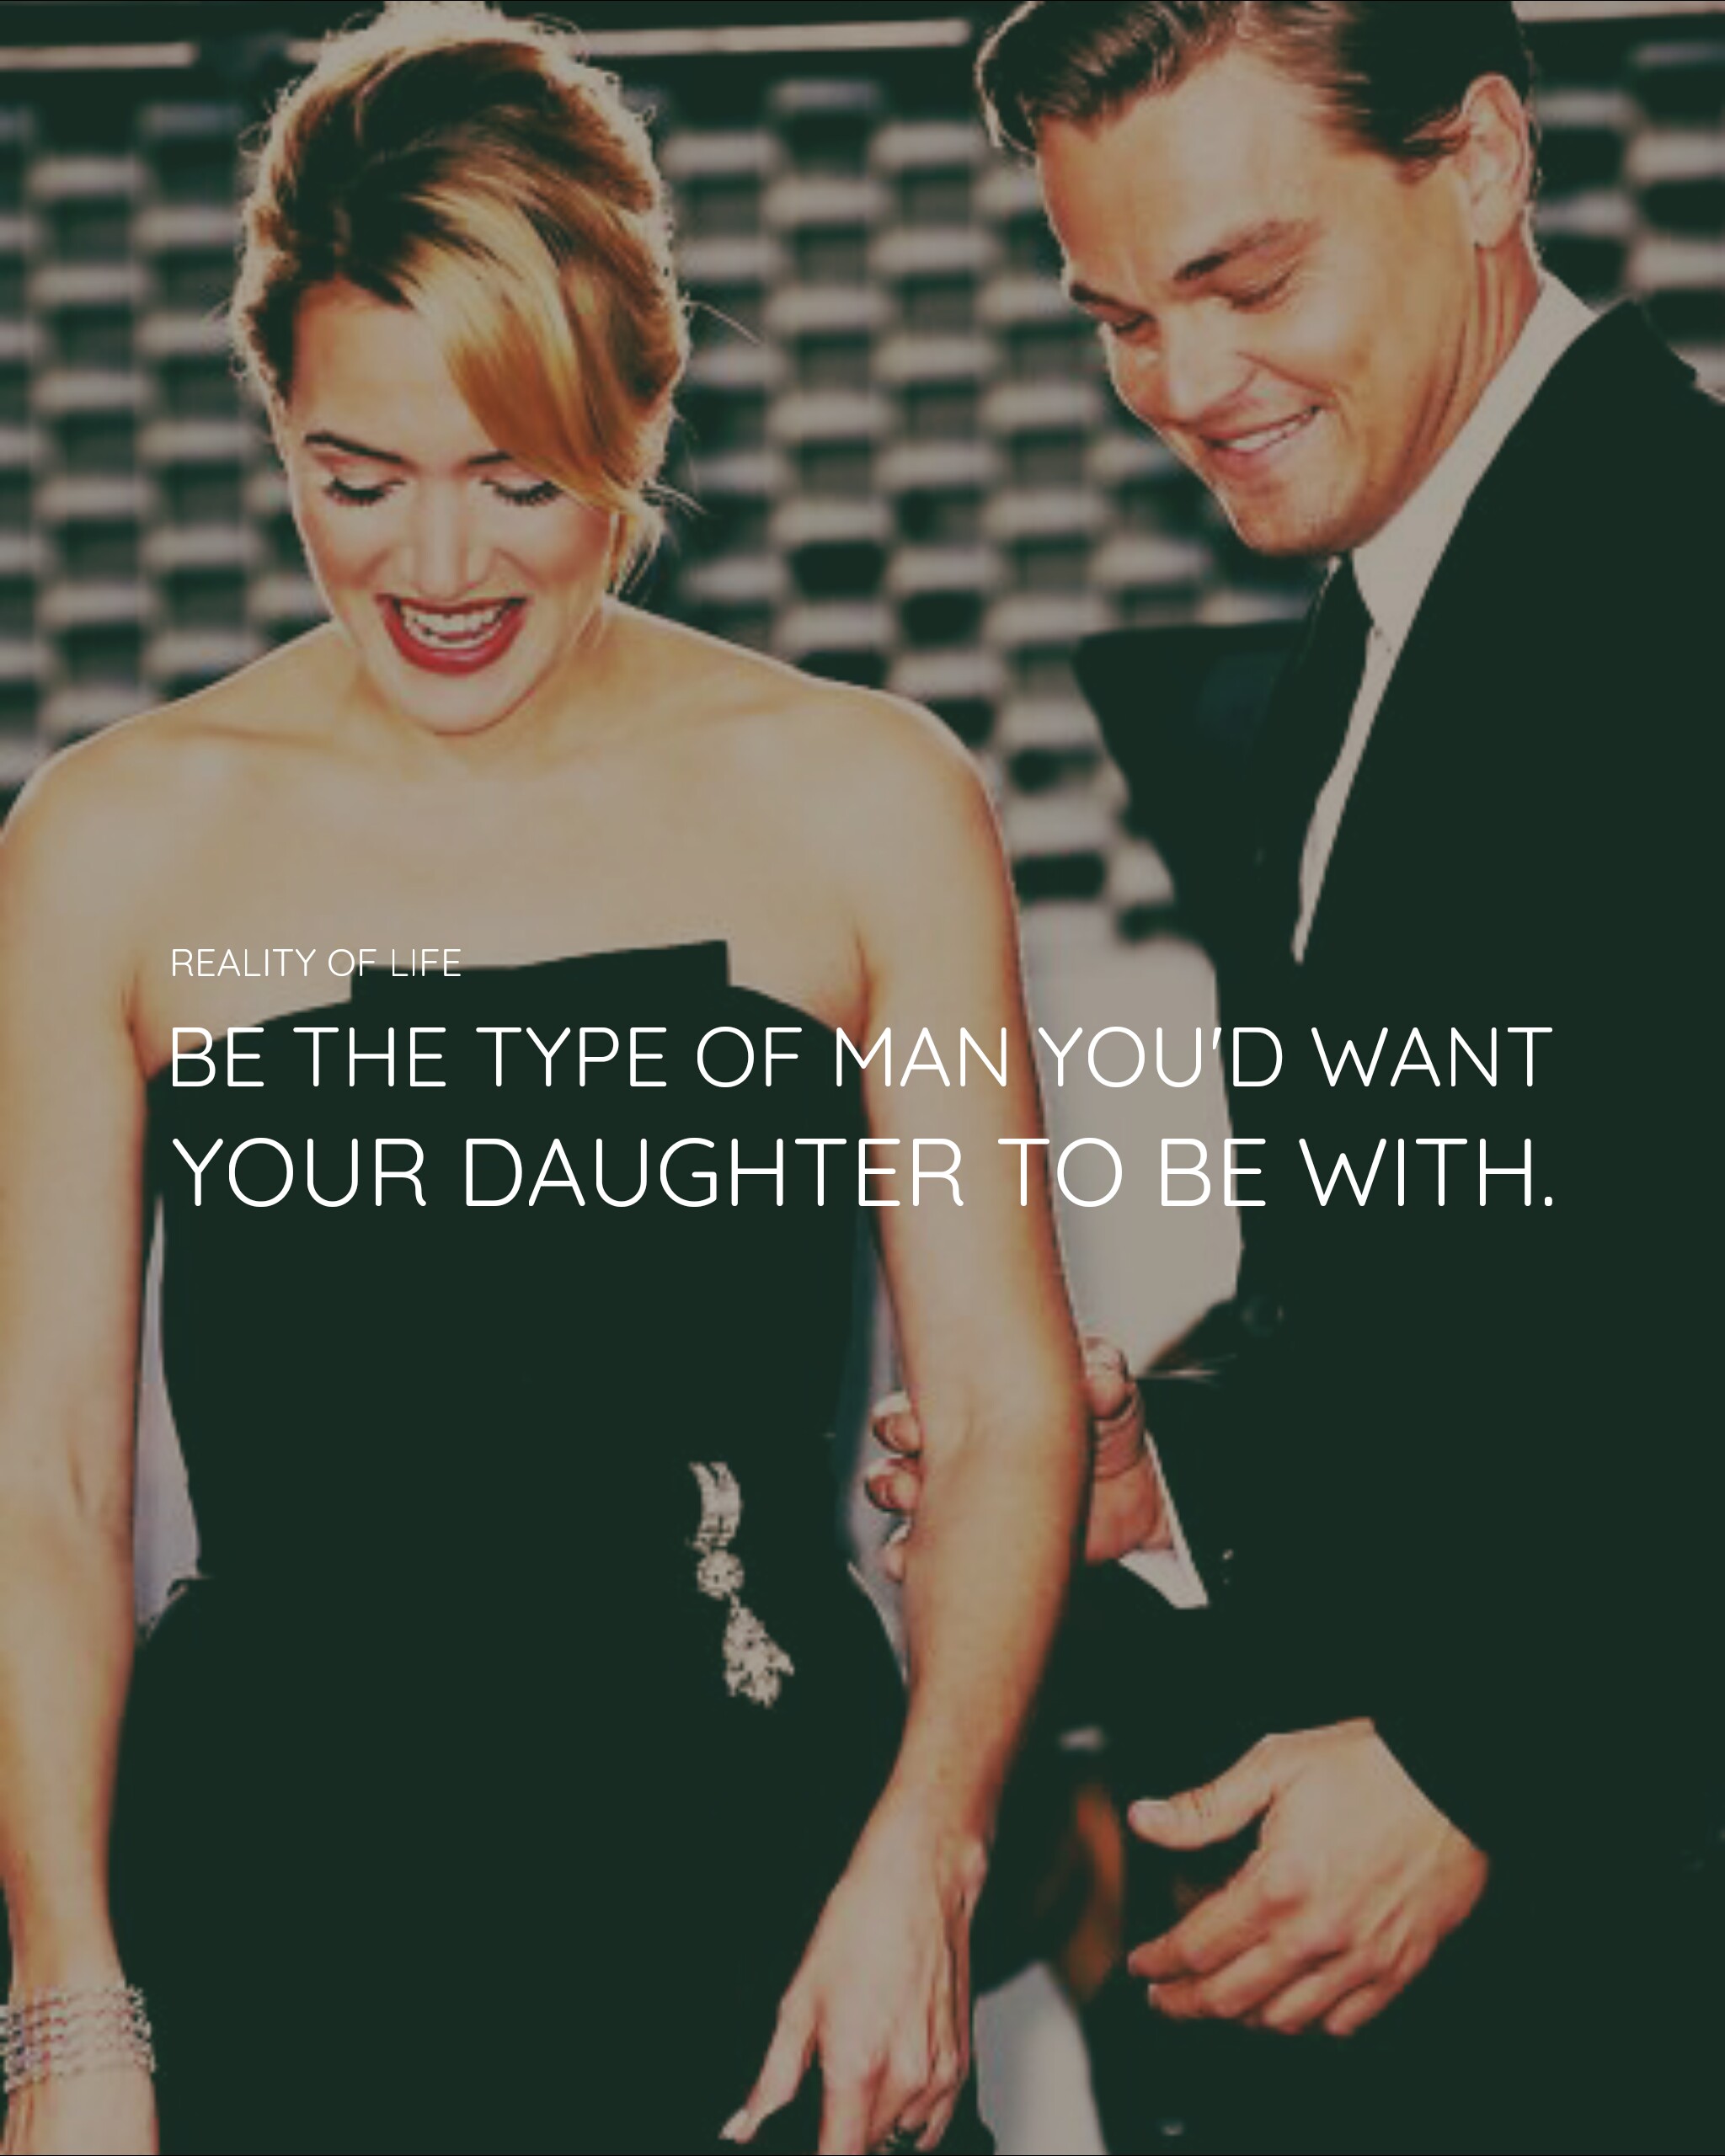 REALITY OF LIFE
BE THE TYPE OF MAN YOU'D WANT
YOUR DAUGHTER TO BE WITH.